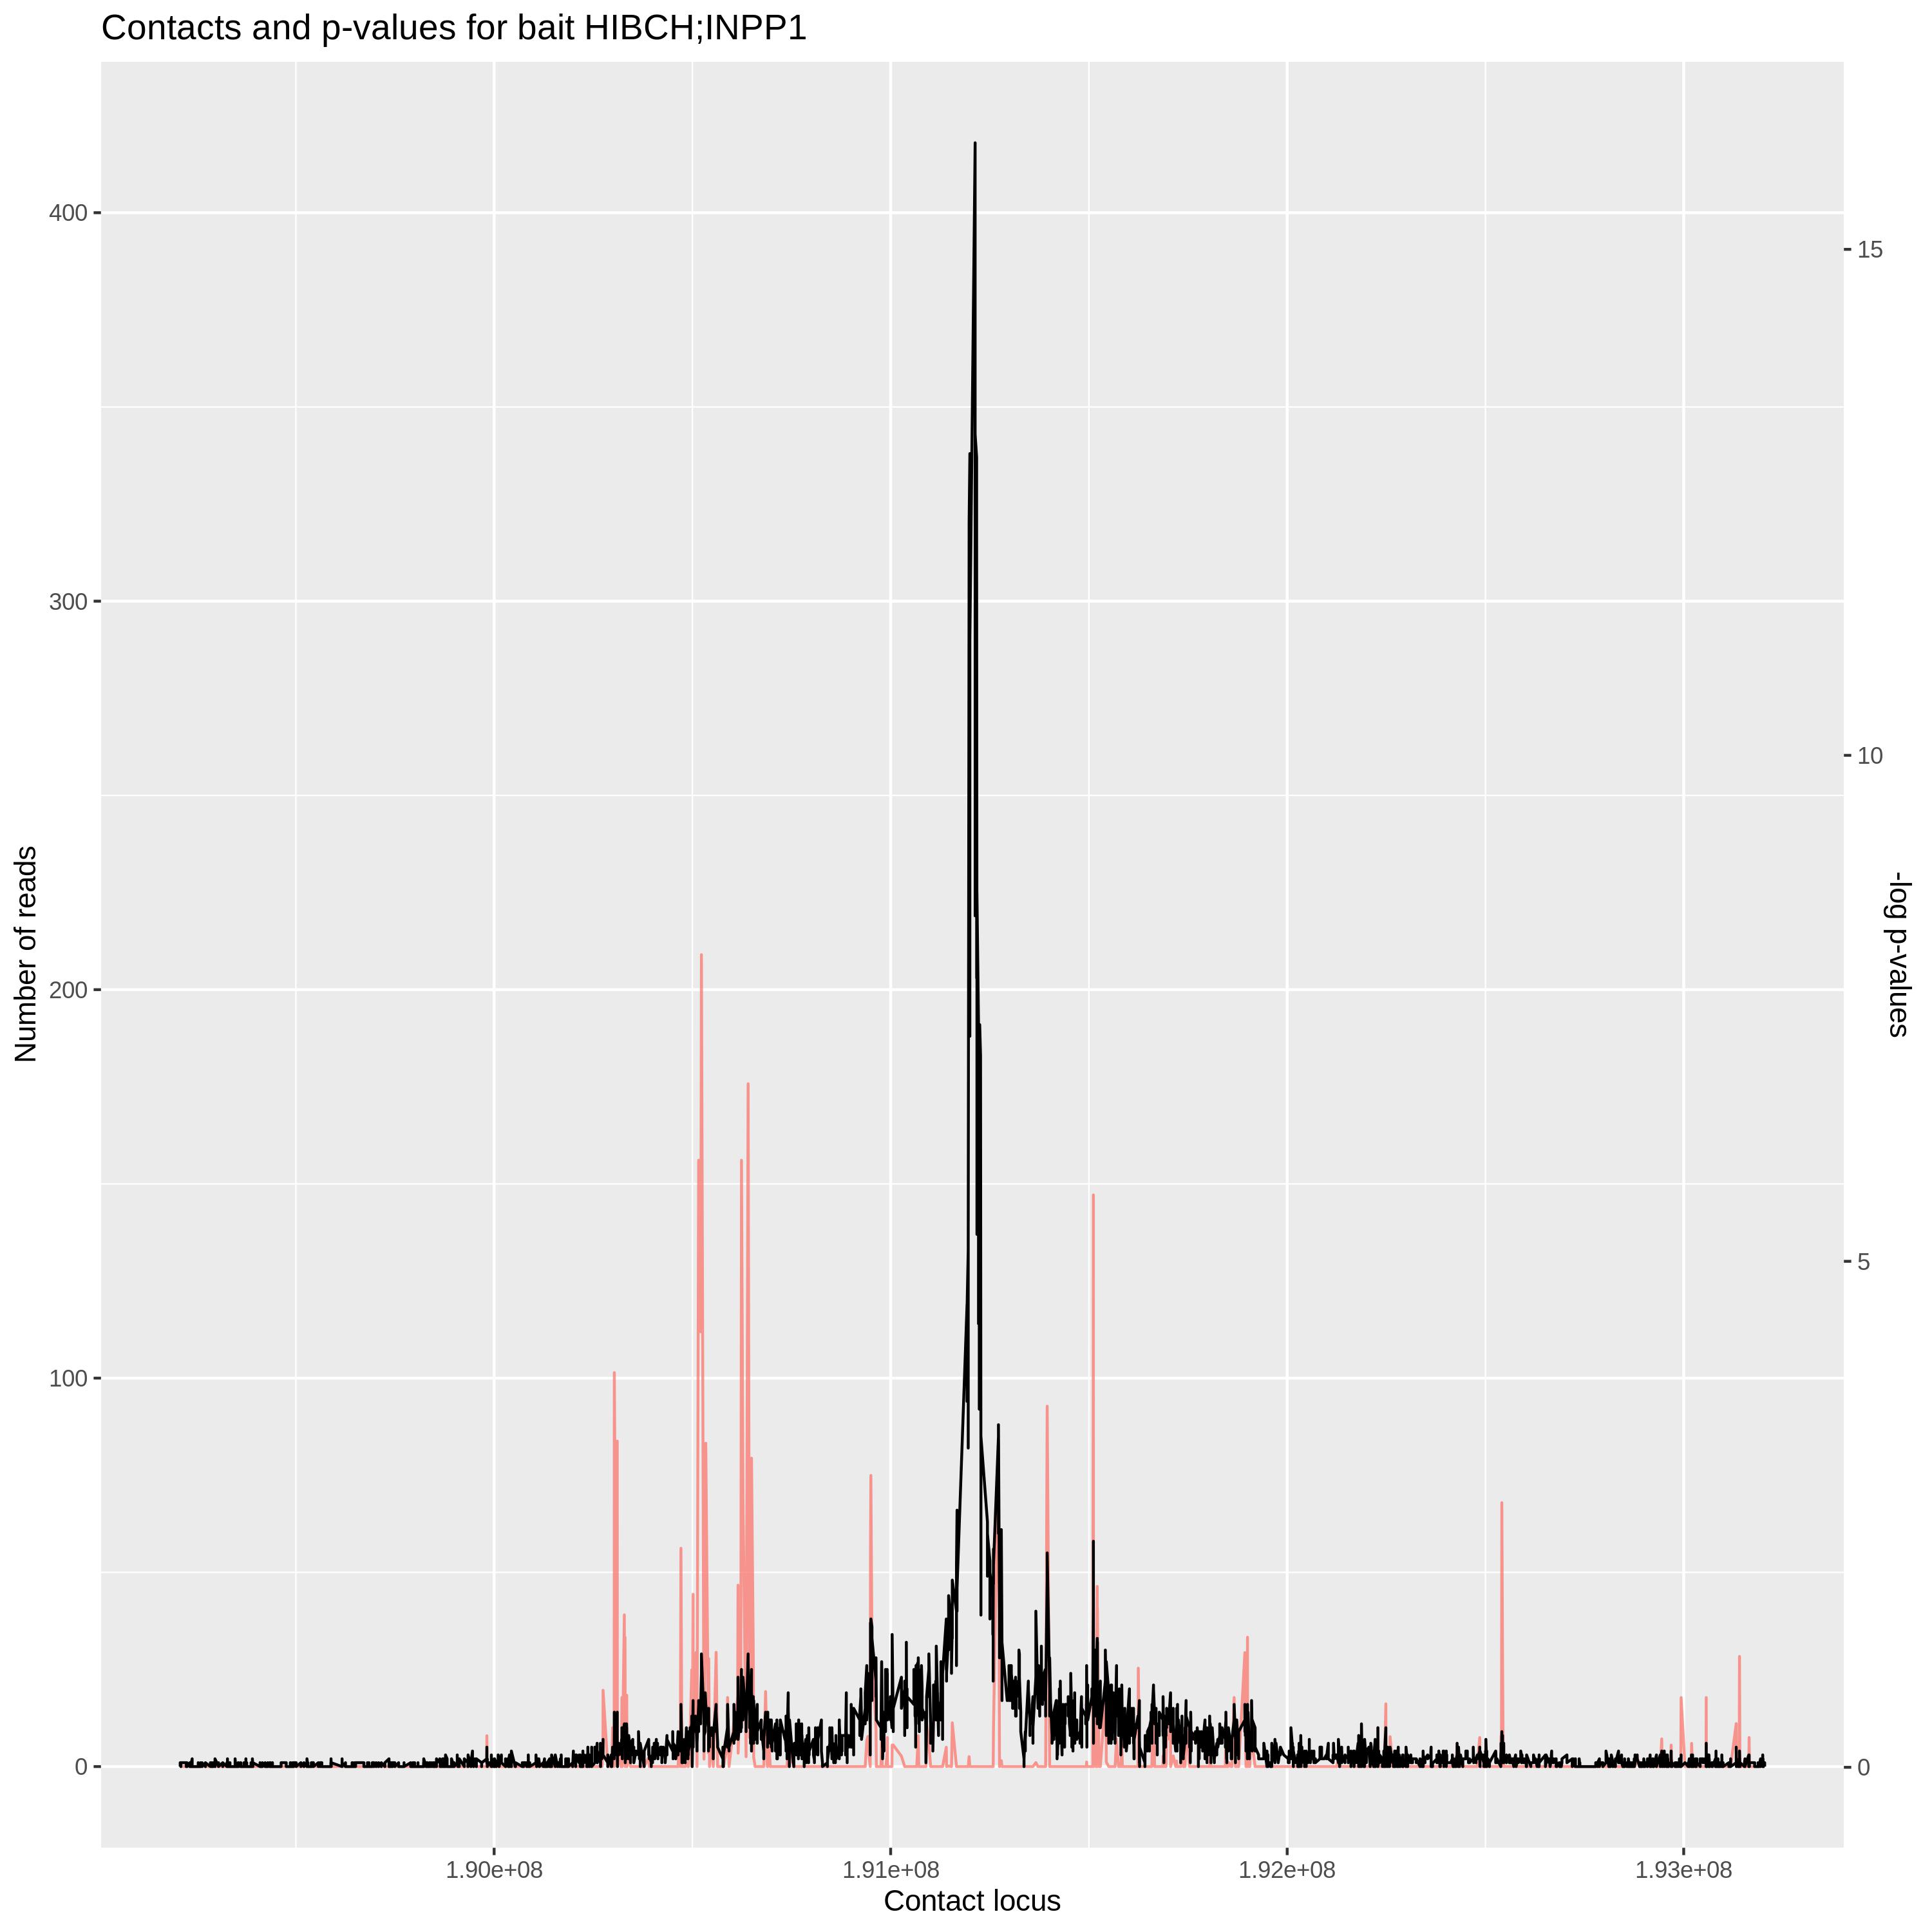 Contacts and p-values for bait HIBCH;INPP1
400
300
200
100
0
Number of reads
15
10
5
0
-log p-values
1.90e+08
1.91e+08
1.92e+08
1.93e+08
Contact locus